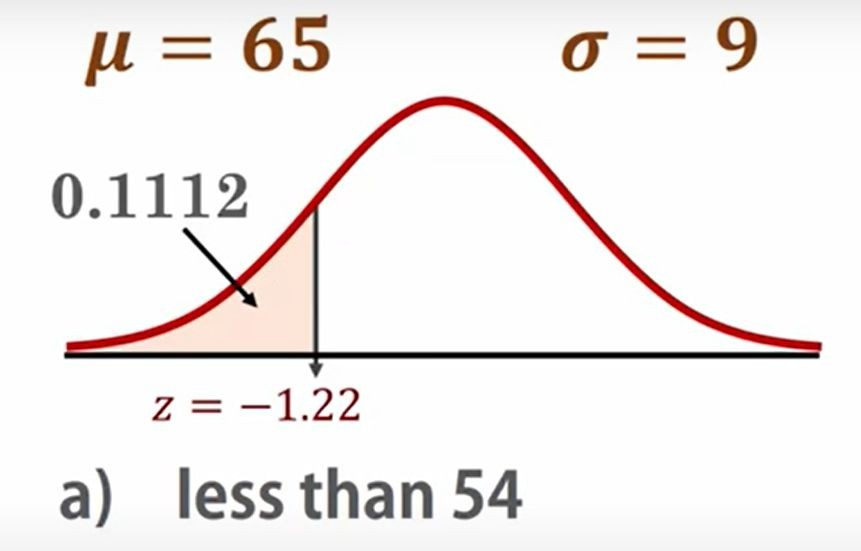 μ = 65 σ = 9
0.1112
z = −1.22
a) less than 54